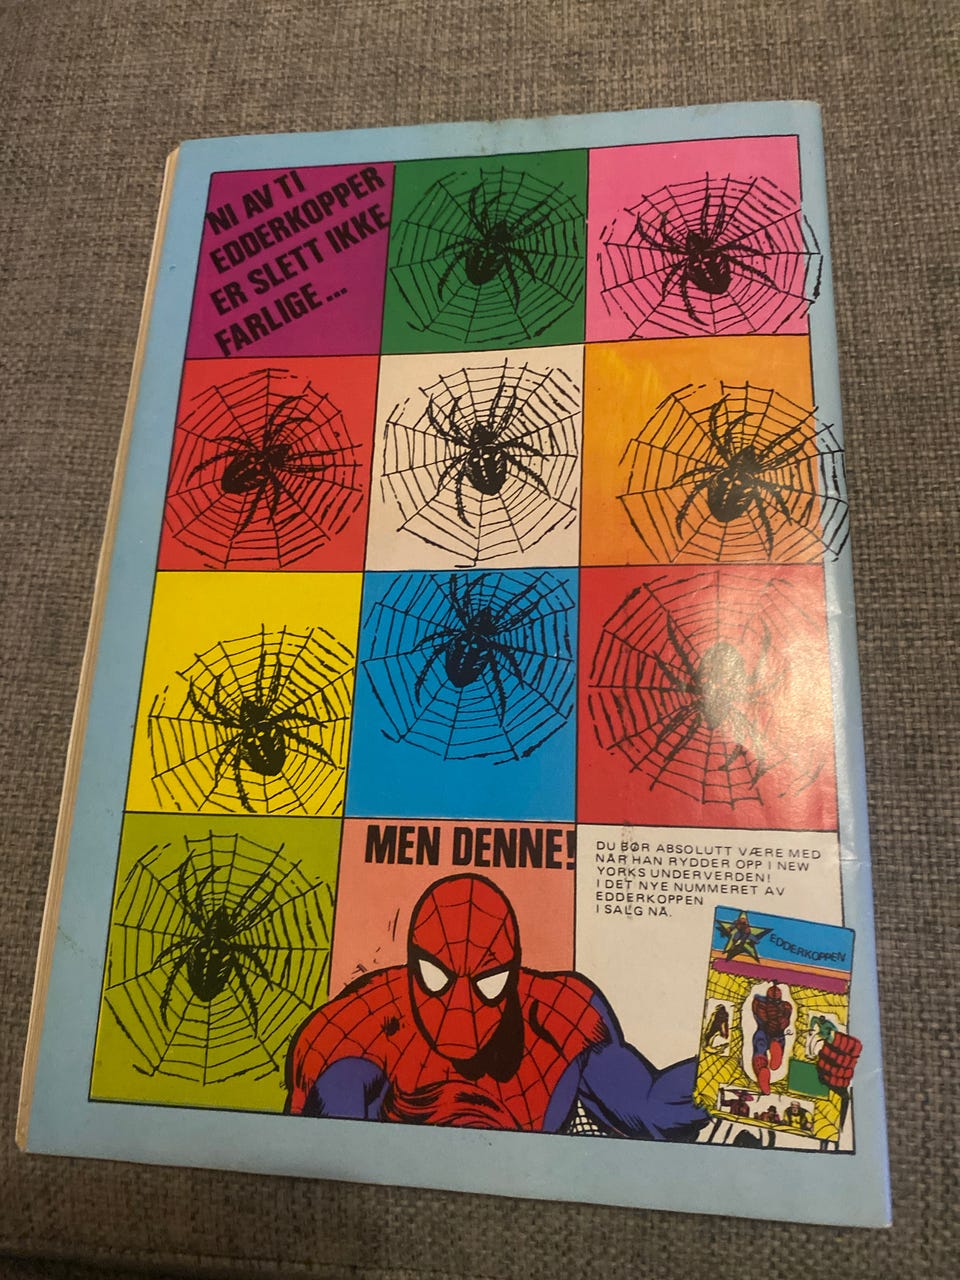 NI AV TI
EDDERKOPPER
ER SLETT IKKE
FARLIGE...
MEN DENNE!
DU BØR ABSOLUTT VÆRE MED
NÅR HAN RYDDER OPP I NEW
YORKS UNDERVERDEN!
I DET NYE NUMMERET AV
EDDERKOPPEN
I SALG NÅ.
EDDERKOPPEN